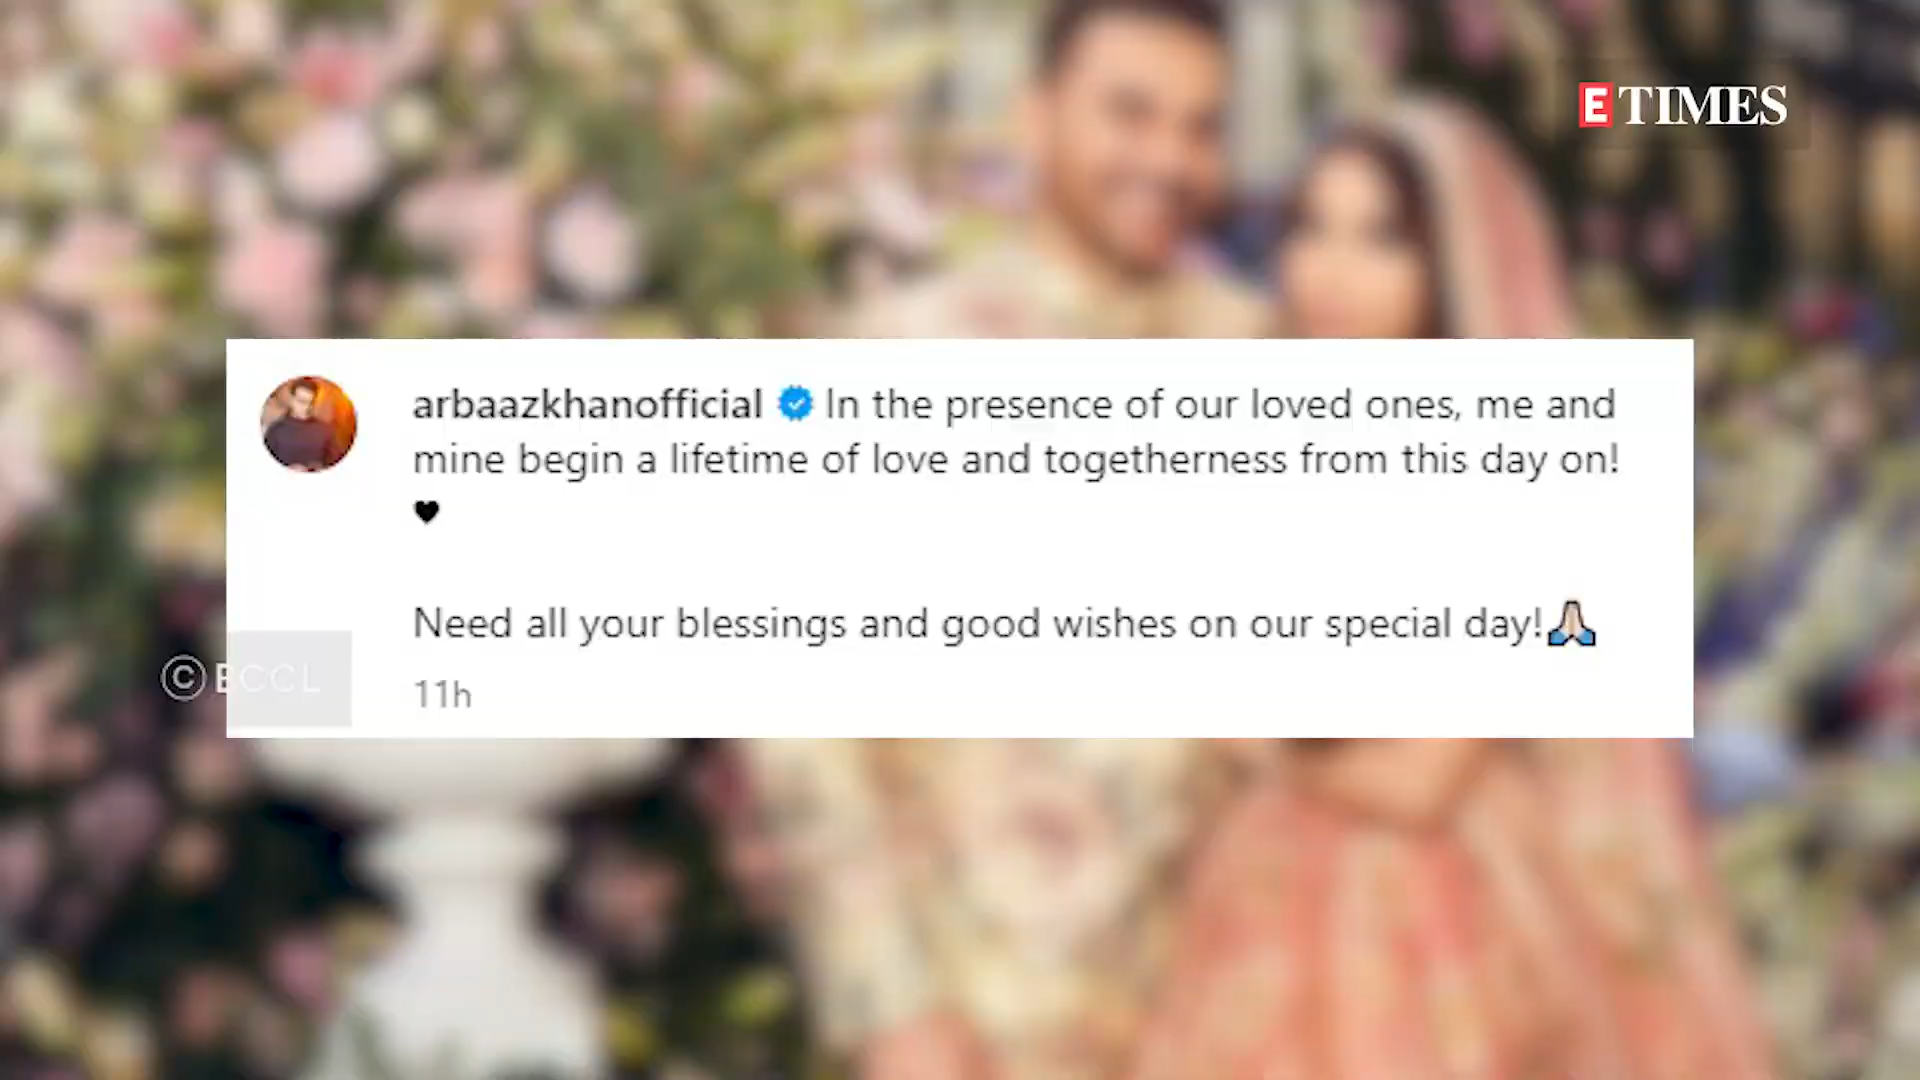 ETIMES
arbaazkhanofficial In the presence of our loved ones, me and
mine begin a lifetime of love and togetherness from this day on!
🖤
Need all your blessings and good wishes on our special day!🙏🏻
© BCCL
11h